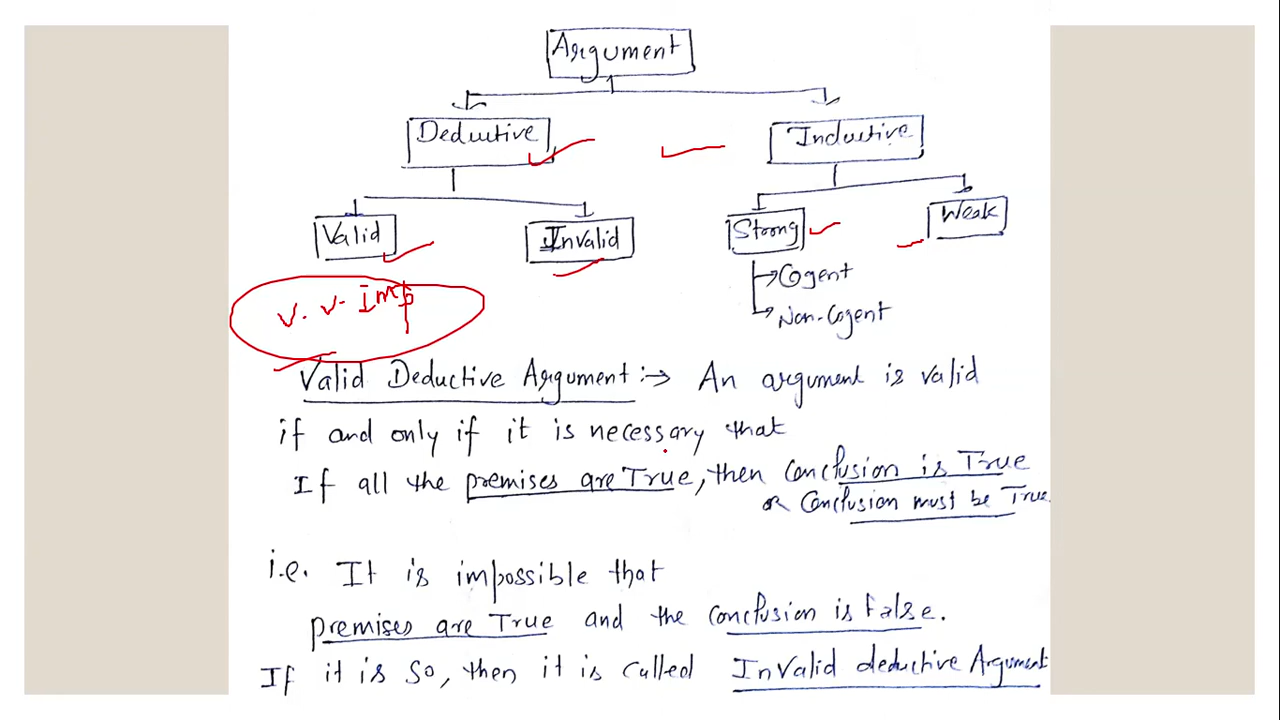 Argument
Deductive
Inductive
Valid
Invalid
Strong
Weak
Cogent
Non-Cogent
V. V. Imp
Valid Deductive Argument :→ An argument is valid
if and only if it is necessary that
If all the premises are True, then Conclusion is True
or Conclusion must be True.
i.e. It is impossible that
premises are True and the conclusion is false.
If it is so, then it is called Invalid deductive Argument